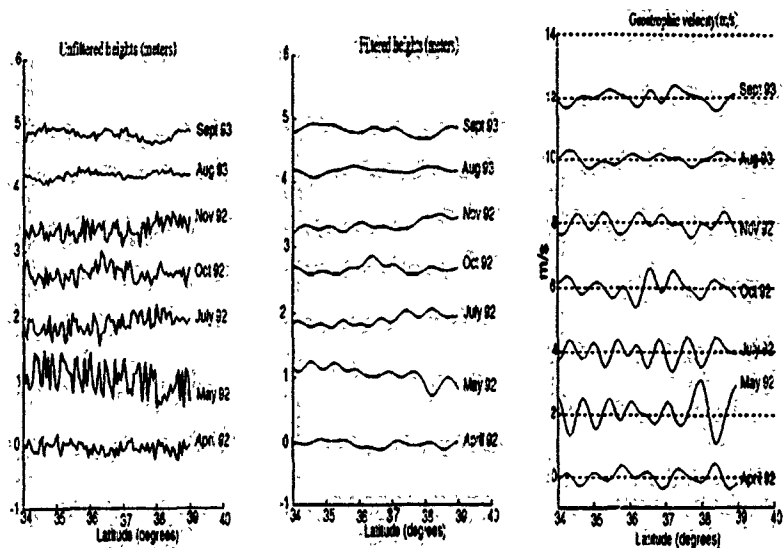 Unfiltered heights (meters)
6
5
4
3
2
1
0
-1
Sept 93
Aug 93
Nov 92
Oct 92
July 92
May 92
April 92
34 35 36 37 38 39 40
Latitude (degrees)
Filtered heights (meters)
6
5
4
3
2
1
0
-1
Sept 93
Aug 93
Nov 92
Oct 92
July 92
May 92
April 92
34 35 36 37 38 39 40
Latitude (degrees)
Geostrophic velocity (m/s)
m/s
14
12
10
8
6
4
2
0
Sept 93
Aug 93
Nov 92
Oct 92
July 92
May 92
April 92
34 35 36 37 38 39 40
Latitude (degrees)